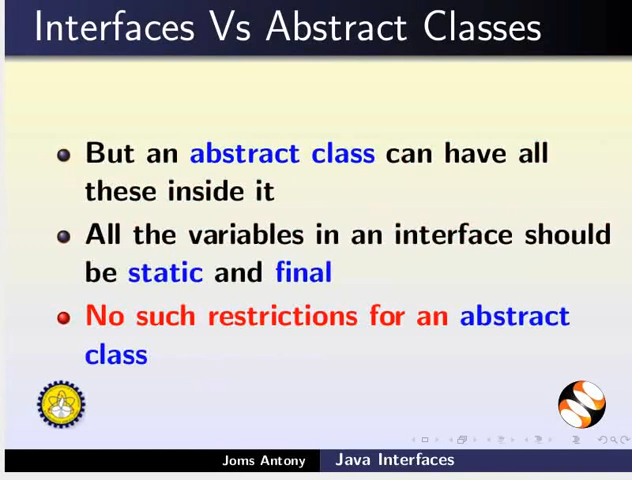 Interfaces Vs Abstract Classes
But an abstract class can have all
these inside it
All the variables in an interface should
be static and final
No such restrictions for an abstract
class
Joms Antony Java Interfaces